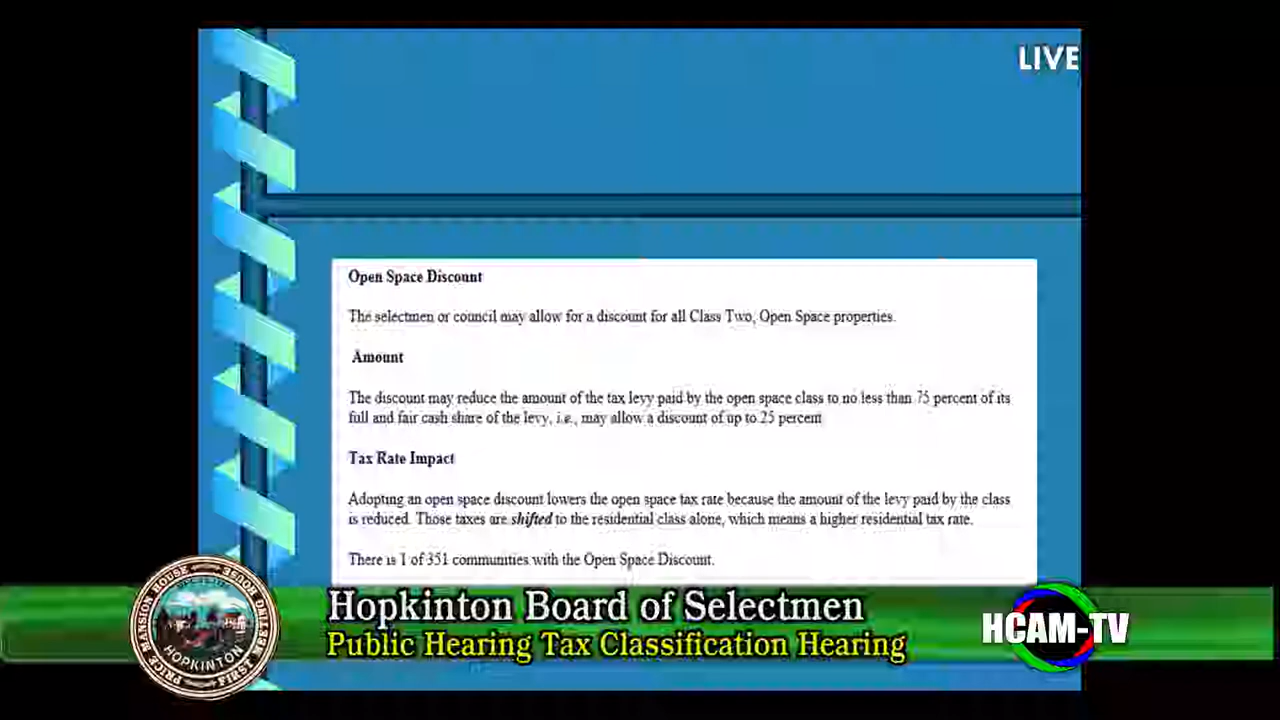 LIVE
Open Space Discount
The selectmen or council may allow for a discount for all Class Two, Open Space properties.
Amount
The discount may reduce the amount of the tax levy paid by the open space class to no less than 75 percent of its
full and fair cash share of the levy, i.e., may allow a discount of up to 25 percent
Tax Rate Impact
Adopting an open space discount lowers the open space tax rate because the amount of the levy paid by the class
is reduced. Those taxes are shifted to the residential class alone, which means a higher residential tax rate.
There is 1 of 351 communities with the Open Space Discount.
Hopkinton Board of Selectmen
Public Hearing Tax Classification Hearing
HCAM-TV
PRICE MANSION HOUSE
FIRST MEETING HOUSE
HOPKINTON